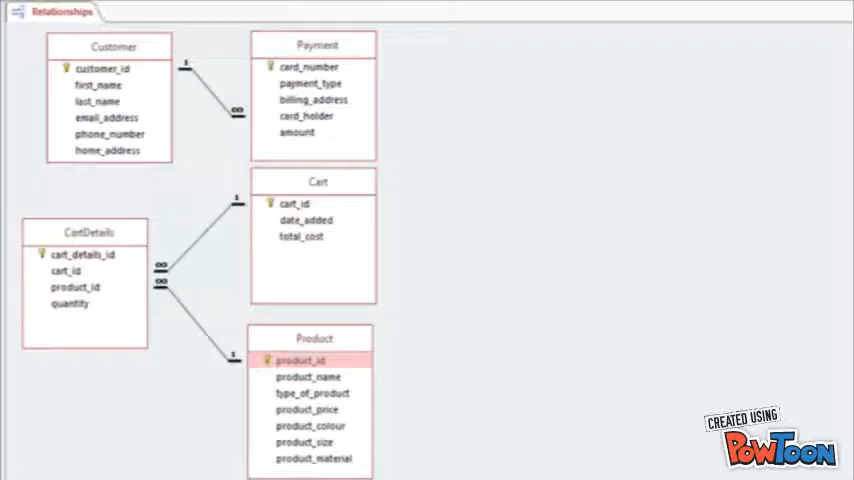 Relationships
Customer
customer_id
first_name
last_name
email_address
phone_number
home_address
1
∞
Payment
card_number
payment_type
billing_address
card_holder
amount
Cart
cart_id
date_added
total_cost
1
CartDetails
cart_details_id
cart_id
product_id
quantity
∞
∞
1
Product
product_id
product_name
type_of_product
product_price
product_colour
product_size
product_material
CREATED USING
POWTOON